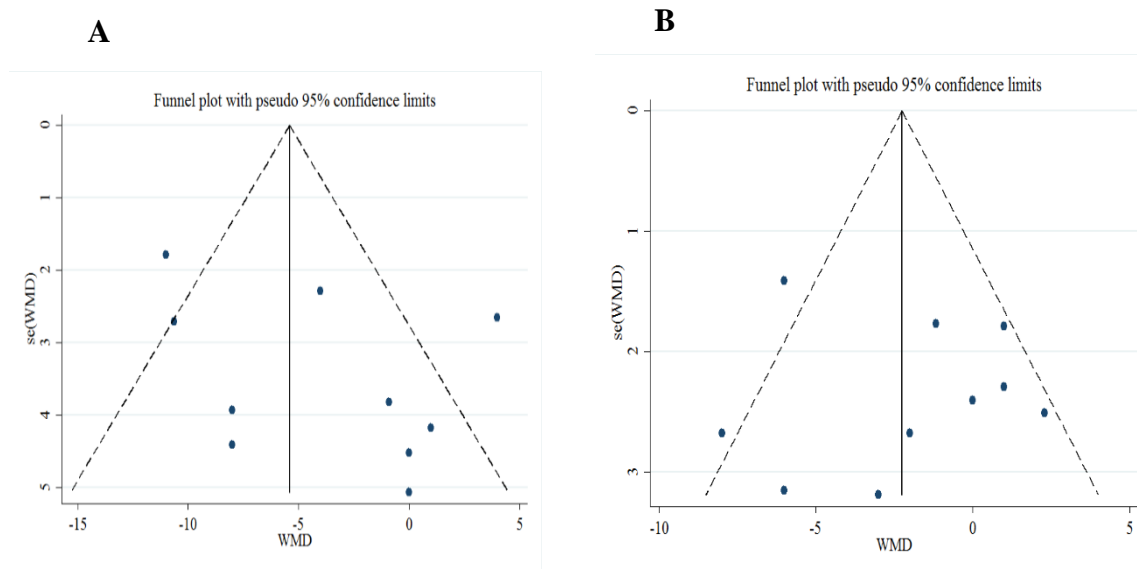 A
Funnel plot with pseudo 95% confidence limits
0
1
2
3
4
5
se(WMD)
-15 -10 -5 0 5
WMD
B
Funnel plot with pseudo 95% confidence limits
0
1
2
3
se(WMD)
-10 -5 0 5
WMD